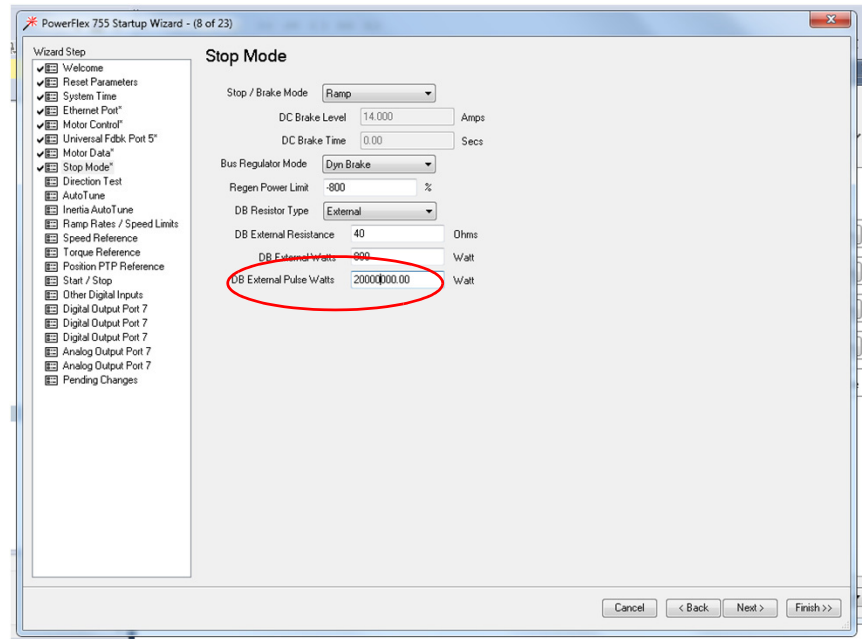 PowerFlex 755 Startup Wizard - (8 of 23)
Wizard Step
Welcome
Reset Parameters
System Time
Ethernet Port"
Motor Control"
Universal Fdbk Port 5"
Motor Data"
Stop Mode"
Direction Test
AutoTune
Inertia AutoTune
Ramp Rates / Speed Limits
Speed Reference
Torque Reference
Position PTP Reference
Start / Stop
Other Digital Inputs
Digital Output Port 7
Digital Output Port 7
Digital Output Port 7
Analog Output Port 7
Analog Output Port 7
Pending Changes
Stop Mode
Stop / Brake Mode Ramp
DC Brake Level 14.000 Amps
DC Brake Time 0.00 Secs
Bus Regulator Mode Dyn Brake
Regen Power Limit -800 %
DB Resistor Type External
DB External Resistance 40 Ohms
DB External Watts 800 Watt
DB External Pulse Watts 20000000.00 Watt
Cancel < Back Next > Finish >>